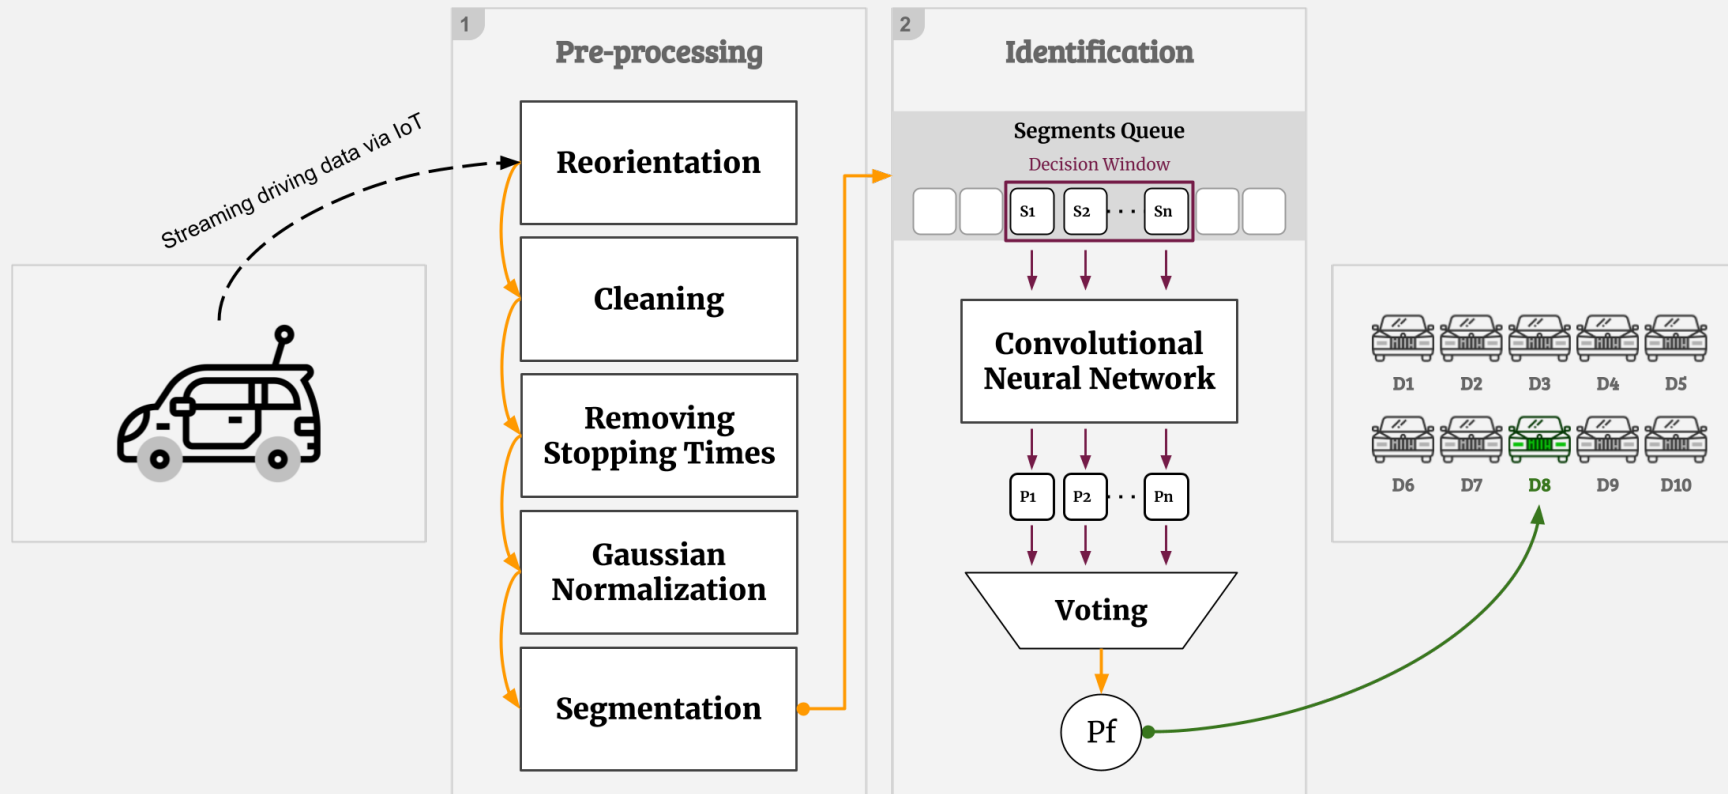 Streaming driving data via IoT
1
Pre-processing
Reorientation
Cleaning
Removing
Stopping Times
Gaussian
Normalization
Segmentation
2
Identification
Segments Queue
Decision Window
S1 S2 ··· Sn
Convolutional
Neural Network
P1 P2 ··· Pn
Voting
Pf
D1 D2 D3 D4 D5
D6 D7 D8 D9 D10